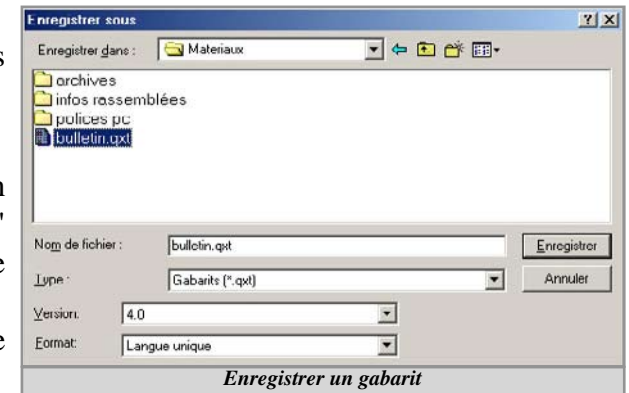 Enregistrer sous
Enregistrer dans : Materiaux
archives
infos rassemblées
polices pc
bulletin.qxt
Nom de fichier : bulletin.qxt Enregistrer
Type : Gabarits (*.qxt) Annuler
Version: 4.0
Format: Langue unique
Enregistrer un gabarit